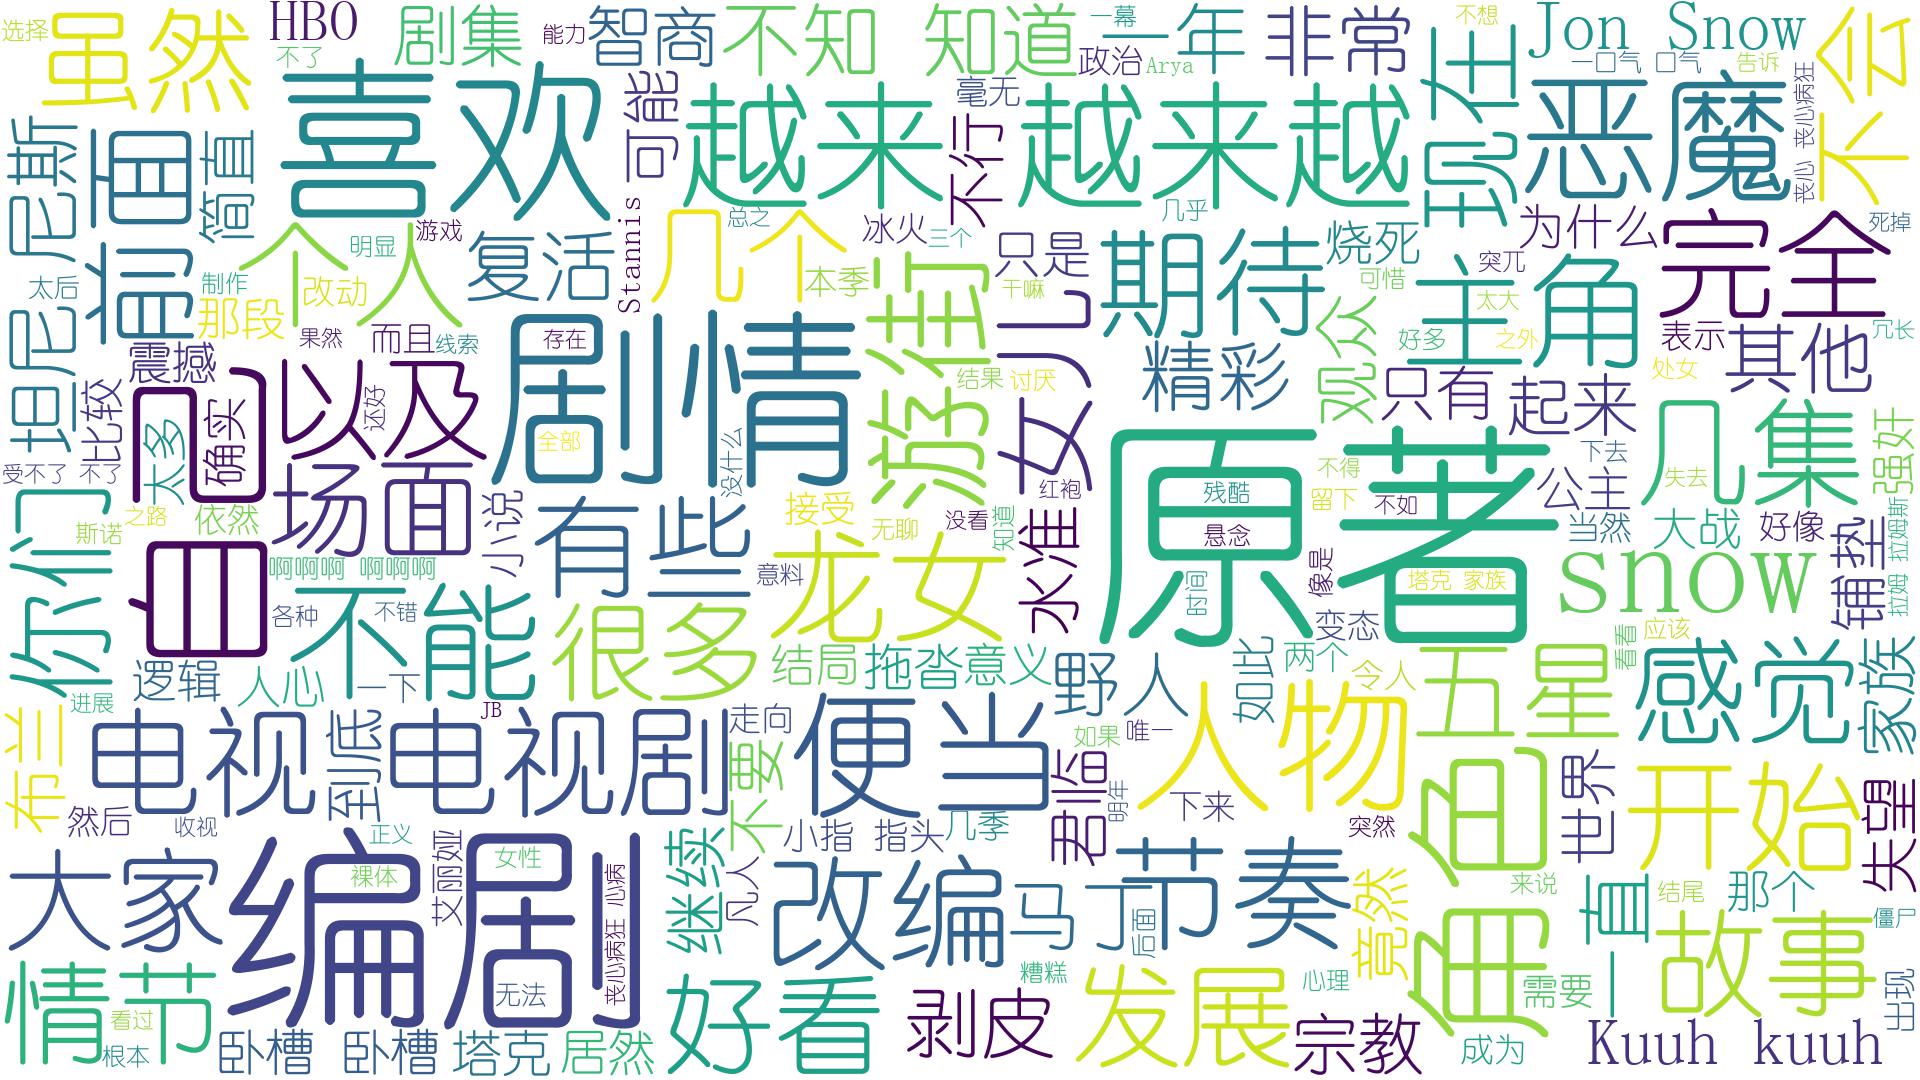 选择
虽然
HBO
不了
剧集
能力
智商
不知
知道
一幕
一年
政治
Arya
非常
不想
现在
Jon Snow
一口气
口气
告诉
不会
坦尼斯
前面
简直
喜欢
可能
越来
越来越
毫无
不行
恶魔
丧心
丧心病狂
几乎
为什么
完全
死掉
个人
明显
游戏
复活
Stannis
几个
总之
冰火
三个
只是
干嘛
期待
烧死
可惜
主角
突兀
太后
制作
那段
改动
本季
弥林
女儿
精彩
观众
好多
太大
之外
表示
其他
冗长
震撼
果然
而且
线索
剧情
存在
结果
讨厌
只有
起来
处女
比较
太多
确实
以及
还好
全部
没什么
原著
残酷
悬念
不得
留下
不如
红袍
下去
公主
几集
失去
强奸
受不了
不了
你们
斯诺
之路
依然
场面
小说
有些
接受
无聊
没看
知道
水准
当然
大战
好像
铺垫
拉姆斯
拉姆
啊啊啊
啊啊啊
意料
龙女
时间
像是
塔克
家族
snow
不能
各种
不错
很多
逻辑
人心
一下
进展
结局
拖沓
意义
野人
如此
两个
变态
令人
五星
看看
应该
感觉
家族
布兰
电视
到底
JB
电视剧
走向
不要
便当
如果
唯一
君临
明年
人物
下来
突然
角色
世界
开始
失望
然后
收视
正义
小指
指头
几季
大家
编剧
裸体
艾丽娅
女性
丧心病狂
心病
无法
继续
凡人
改编
马丁
后面
节奏
竟然
来说
一直
结尾
那个
僵尸
情节
看过
根本
卧槽
卧槽
塔克
居然
好看
剥皮
糟糕
发展
心理
宗教
成为
需要
故事
出现
Kuuh kuuh